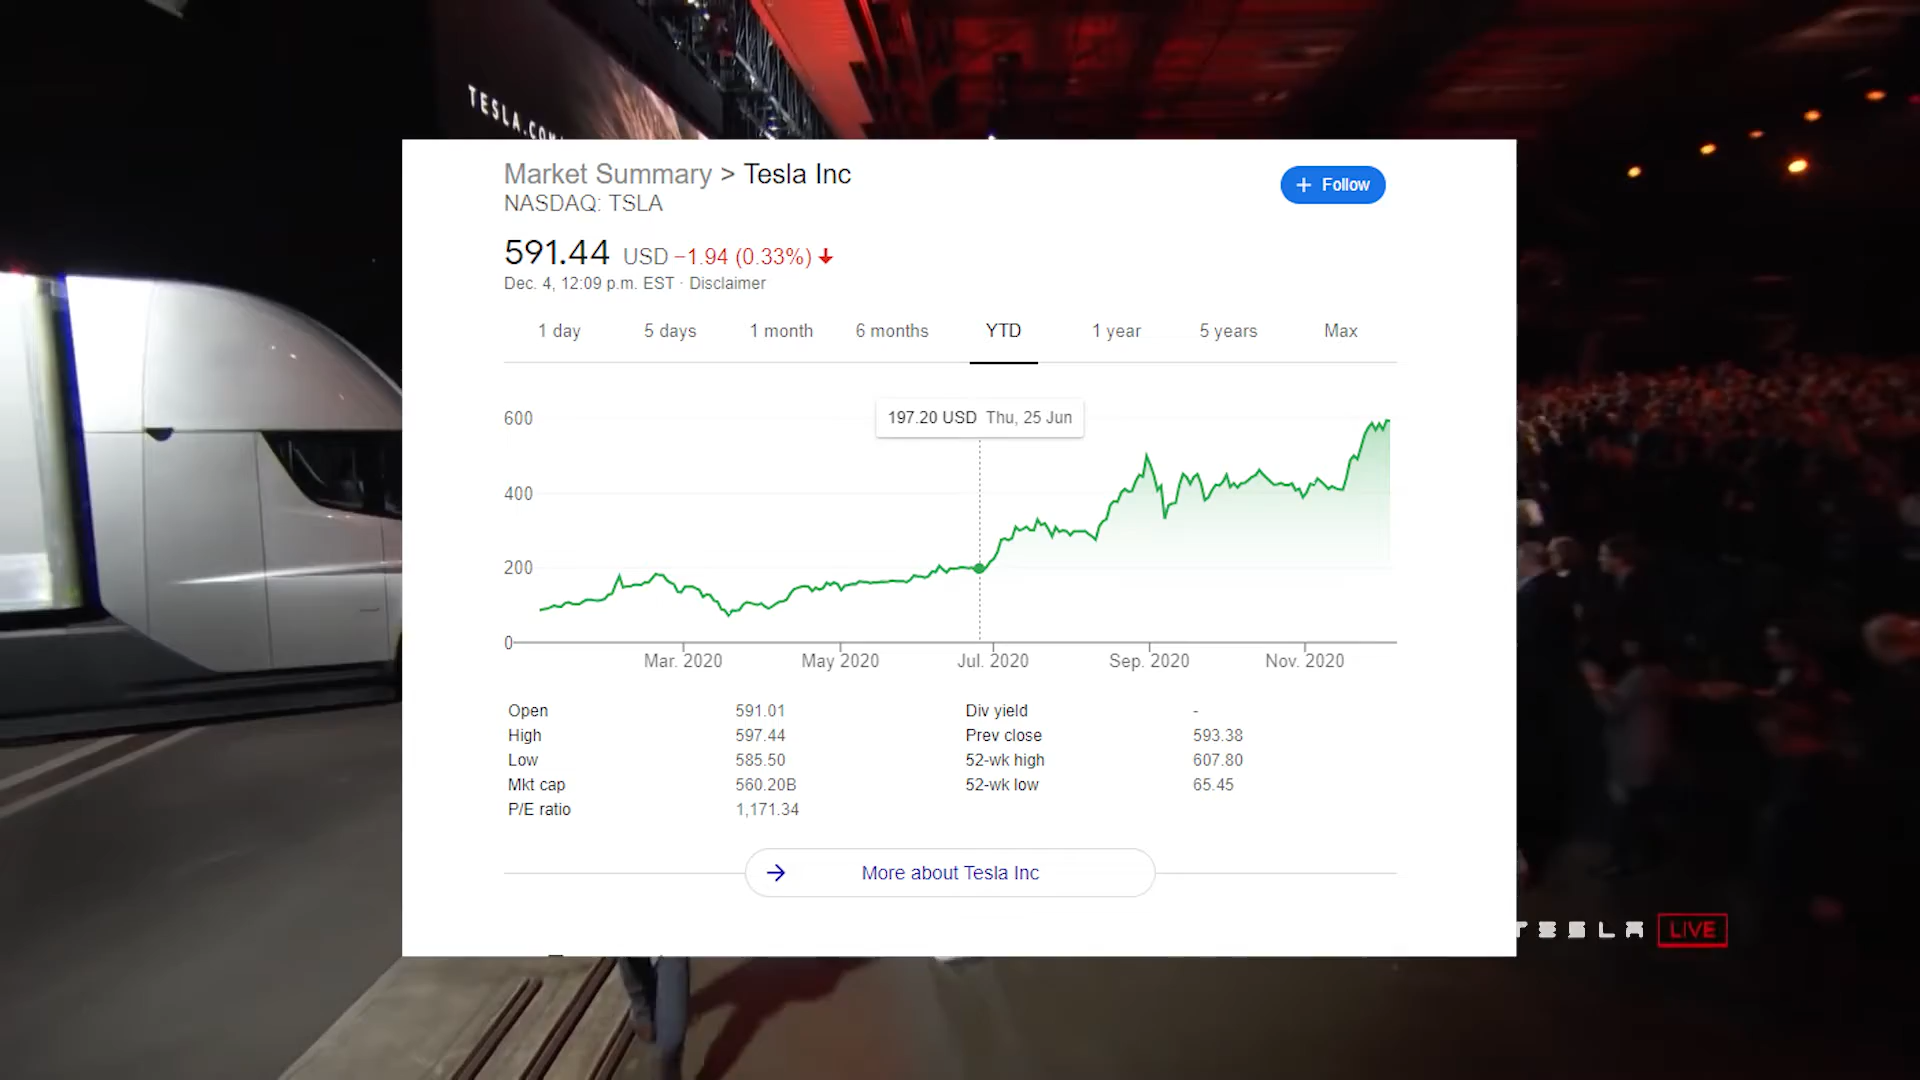 TESLA.COM
Market Summary > Tesla Inc
NASDAQ: TSLA
+ Follow
591.44 USD −1.94 (0.33%) ↓
Dec. 4, 12:09 p.m. EST · Disclaimer
1 day 5 days 1 month 6 months YTD 1 year 5 years Max
197.20 USD Thu, 25 Jun
600
400
200
0
Mar. 2020 May 2020 Jul. 2020 Sep. 2020 Nov. 2020
Open 591.01 Div yield -
High 597.44 Prev close 593.38
Low 585.50 52-wk high 607.80
Mkt cap 560.20B 52-wk low 65.45
P/E ratio 1,171.34
→ More about Tesla Inc
TESLA LIVE